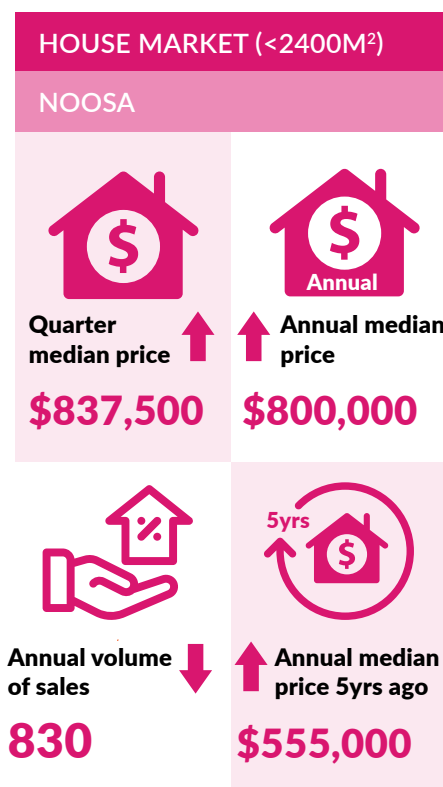 HOUSE MARKET (<2400M²)
NOOSA
$
$
Annual
Quarter
median price
$837,500
Annual median
price
$800,000
%
5yrs
$
Annual volume
of sales
830
Annual median
price 5yrs ago
$555,000